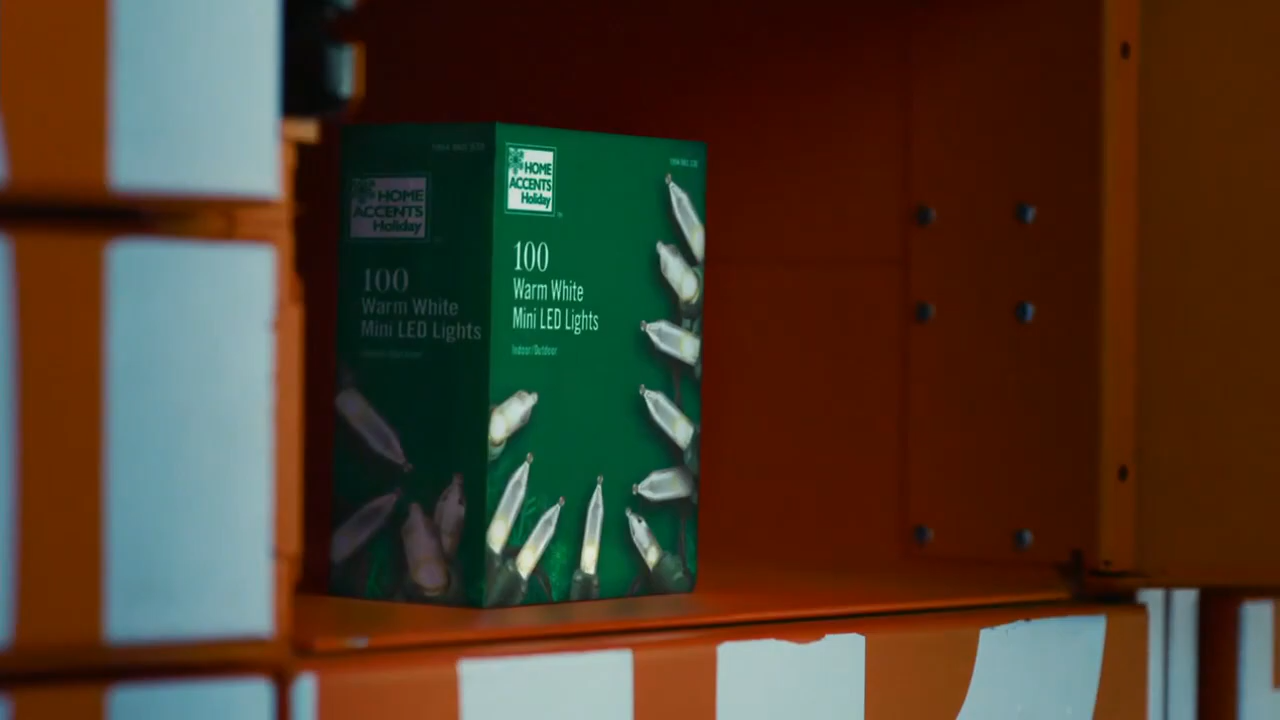 HOME
ACCENTS
Holiday
100
Warm White
Mini LED Lights
HOME
ACCENTS
Holiday
100
Warm White
Mini LED Lights
Indoor/Outdoor